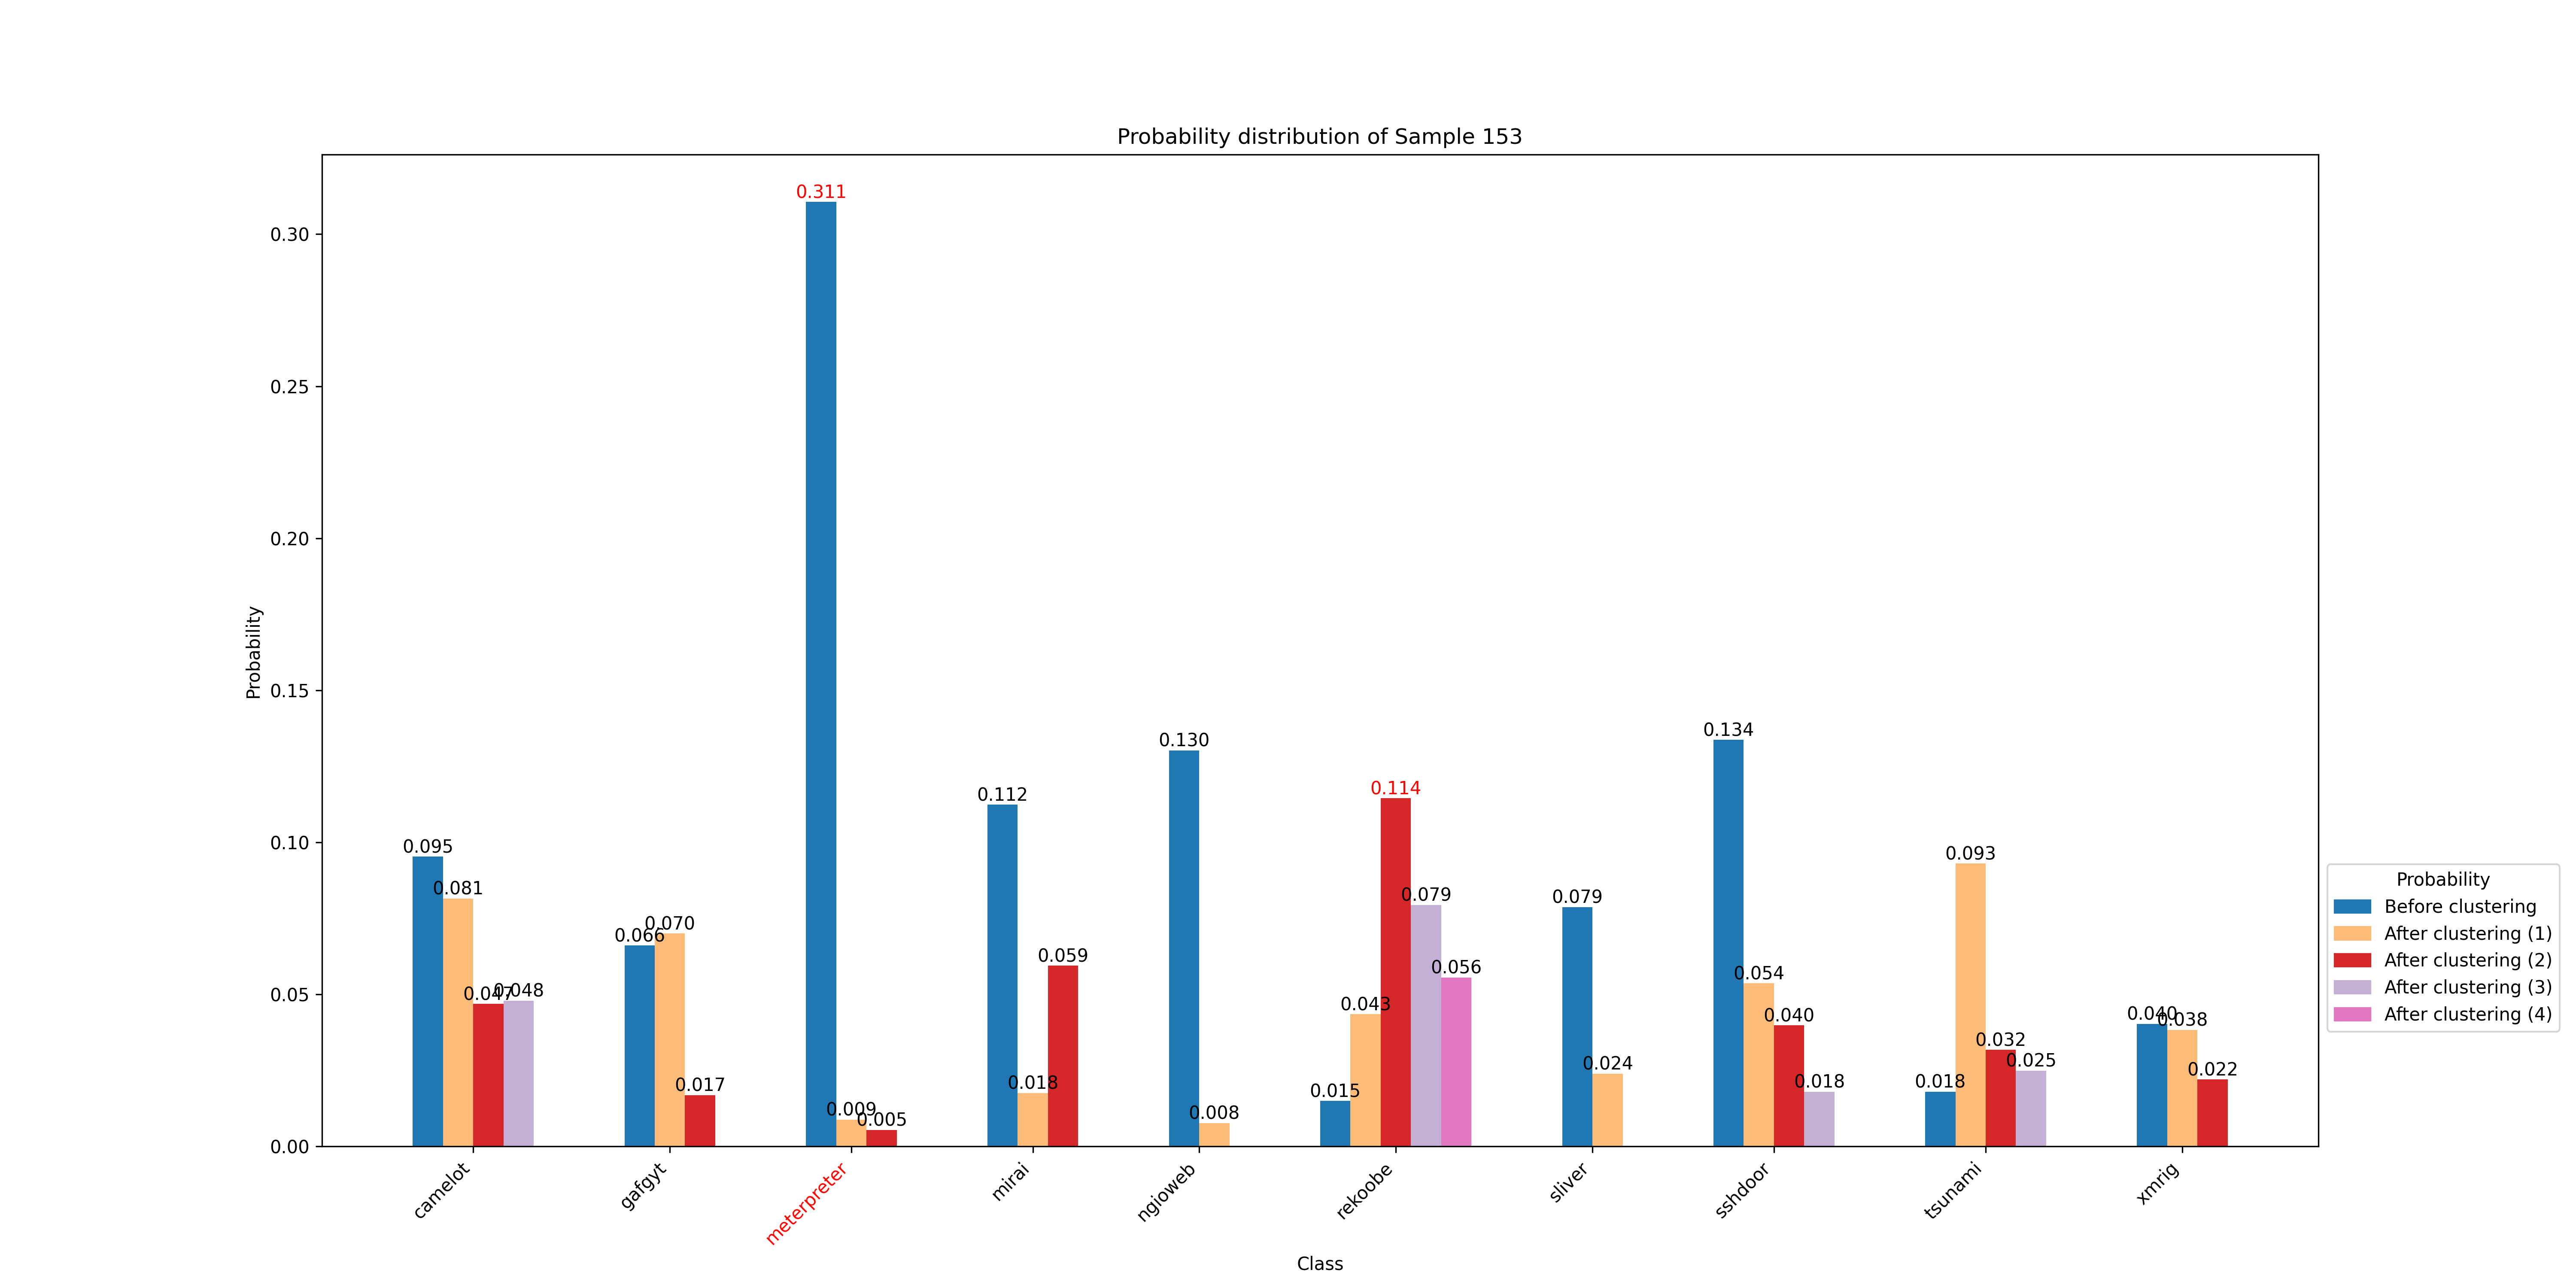 Probability distribution of Sample 153
Probability
0.30
0.25
0.20
0.15
0.10
0.05
0.00
0.095
0.081
0.047
0.048
0.066
0.070
0.017
0.311
0.009
0.005
0.112
0.018
0.059
0.130
0.008
0.015
0.043
0.114
0.079
0.056
0.079
0.024
0.134
0.054
0.040
0.018
0.018
0.093
0.032
0.025
0.040
0.038
0.022
camelot
gafgyt
meterpreter
mirai
ngioweb
rekoobe
sliver
sshdoor
tsunami
xmrig
Class
Probability
Before clustering
After clustering (1)
After clustering (2)
After clustering (3)
After clustering (4)